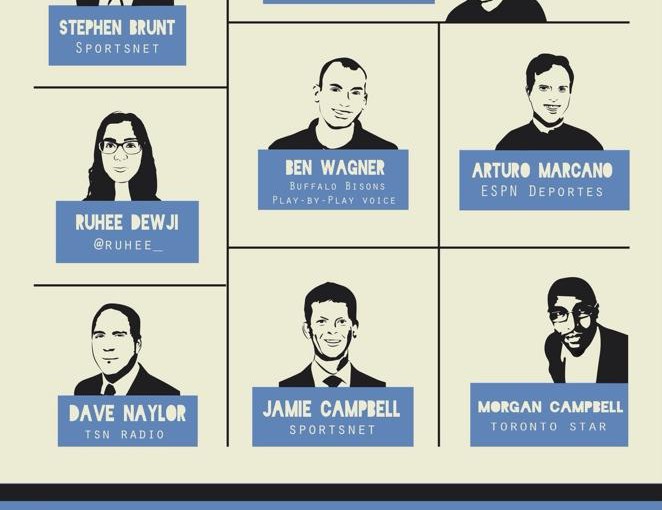 STEPHEN BRUNT
SPORTSNET
BEN WAGNER
BUFFALO BISONS
PLAY-BY-PLAY VOICE
ARTURO MARCANO
ESPN DEPORTES
RUHEE DEWJI
@RUHEE_
DAVE NAYLOR
TSN RADIO
JAMIE CAMPBELL
SPORTSNET
MORGAN CAMPBELL
TORONTO STAR